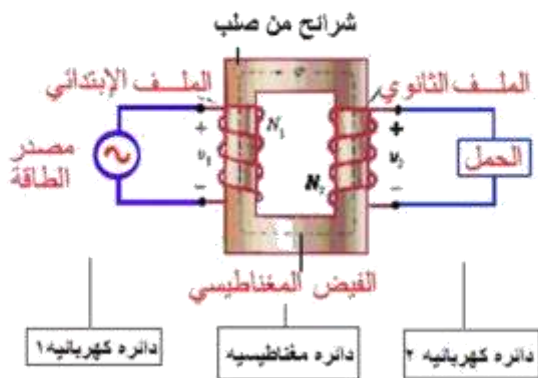 شرائح من صلب
الملف الإبتدائي
الملف الثانوي
φ
+
N₁
v₁
−
مصدر
الطاقة
+
v₂
N₂
−
الحمل
الفيض المغناطيسي
دائره كهربائيه ١
دائره مغناطيسيه
دائره كهربائيه ٢